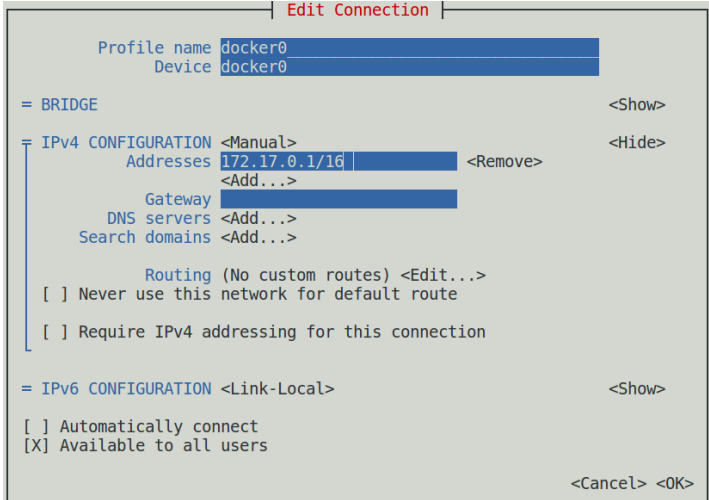 Edit Connection
Profile name docker0
Device docker0
= BRIDGE <Show>
IPv4 CONFIGURATION <Manual> <Hide>
Addresses 172.17.0.1/16 <Remove>
<Add...>
Gateway
DNS servers <Add...>
Search domains <Add...>
Routing (No custom routes) <Edit...>
[ ] Never use this network for default route
[ ] Require IPv4 addressing for this connection
= IPv6 CONFIGURATION <Link-Local> <Show>
[ ] Automatically connect
[X] Available to all users
<Cancel> <OK>